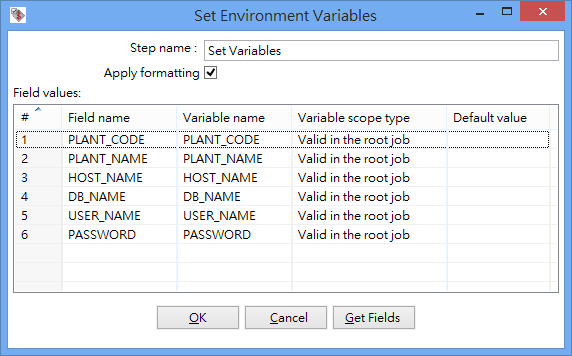 Set Environment Variables
Step name : Set Variables
Apply formatting
Field values:
# Field name Variable name Variable scope type Default value
1 PLANT_CODE PLANT_CODE Valid in the root job
2 PLANT_NAME PLANT_NAME Valid in the root job
3 HOST_NAME HOST_NAME Valid in the root job
4 DB_NAME DB_NAME Valid in the root job
5 USER_NAME USER_NAME Valid in the root job
6 PASSWORD PASSWORD Valid in the root job
OK Cancel Get Fields